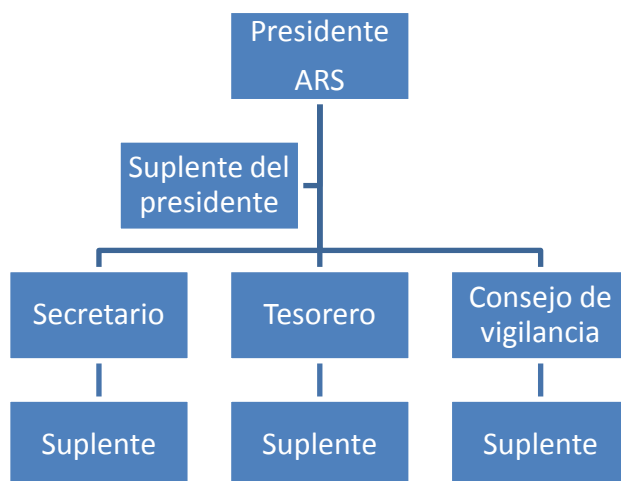 Presidente
ARS
Suplente del
presidente
Secretario
Tesorero
Consejo de
vigilancia
Suplente
Suplente
Suplente